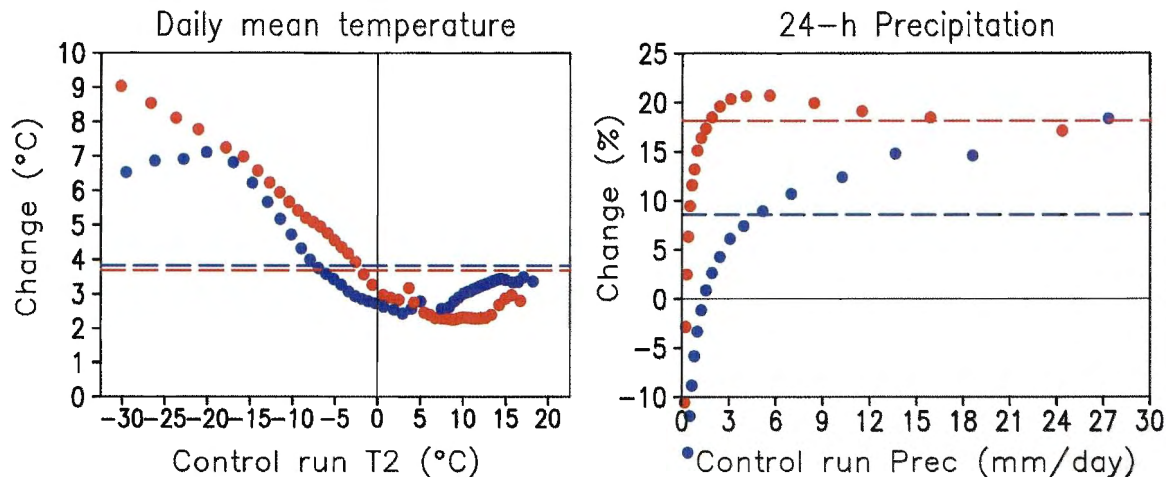 Daily mean temperature
10
9
8
7
6
5
4
3
2
1
0
Change (°C)
-30-25-20-15-10-5 0 5 10 15 20
Control run T2 (°C)
24-h Precipitation
25
20
15
10
5
0
-5
-10
Change (%)
0 3 6 9 12 15 18 21 24 27 30
Control run Prec (mm/day)